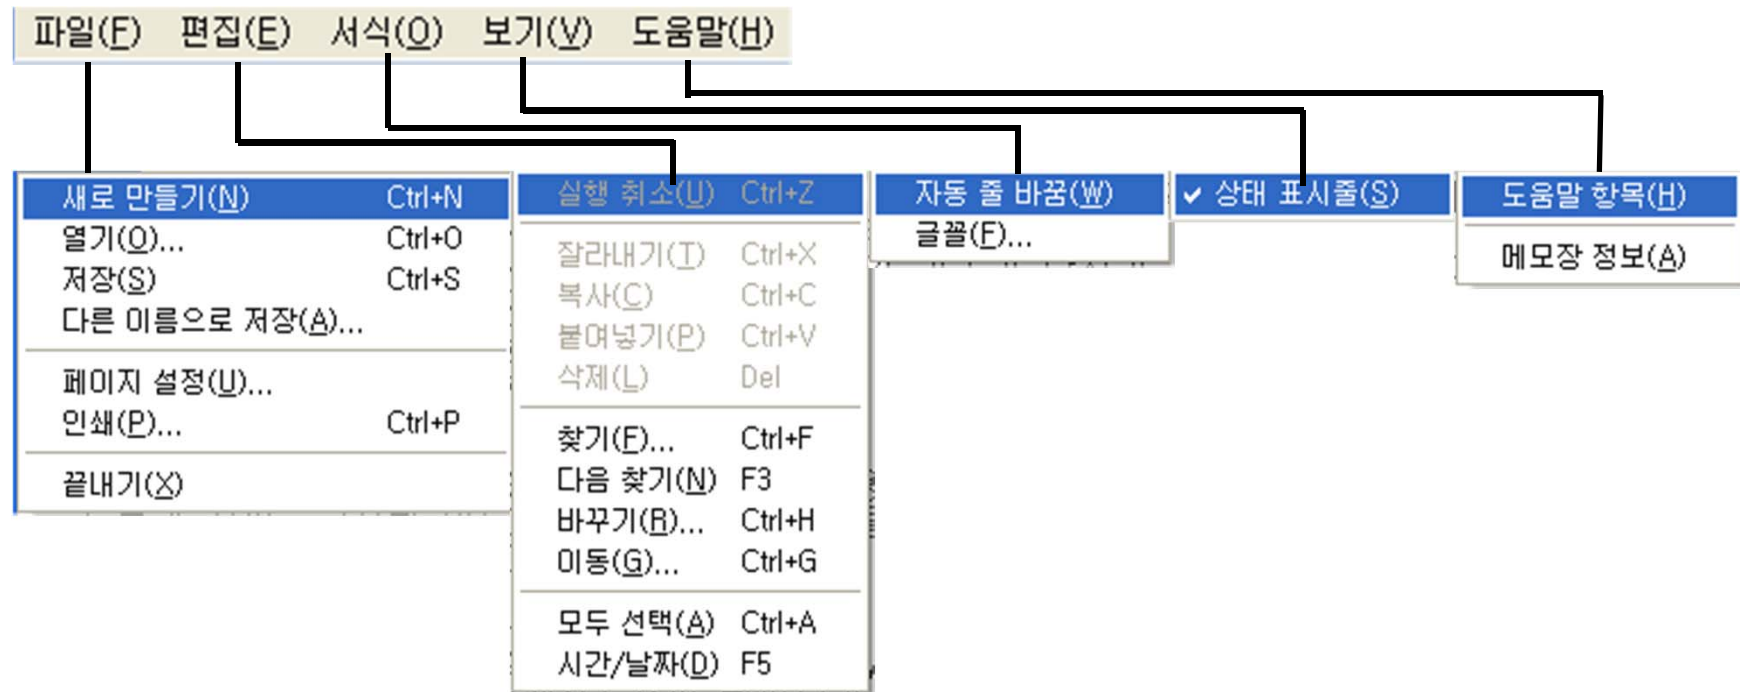 파일(F) 편집(E) 서식(O) 보기(V) 도움말(H)
새로 만들기(N) Ctrl+N
열기(O)... Ctrl+O
저장(S) Ctrl+S
다른 이름으로 저장(A)...
페이지 설정(U)...
인쇄(P)... Ctrl+P
끝내기(X)
실행 취소(U) Ctrl+Z
잘라내기(T) Ctrl+X
복사(C) Ctrl+C
붙여넣기(P) Ctrl+V
삭제(L) Del
찾기(F)... Ctrl+F
다음 찾기(N) F3
바꾸기(R)... Ctrl+H
이동(G)... Ctrl+G
모두 선택(A) Ctrl+A
시간/날짜(D) F5
자동 줄 바꿈(W)
글꼴(F)...
✓ 상태 표시줄(S)
도움말 항목(H)
메모장 정보(A)